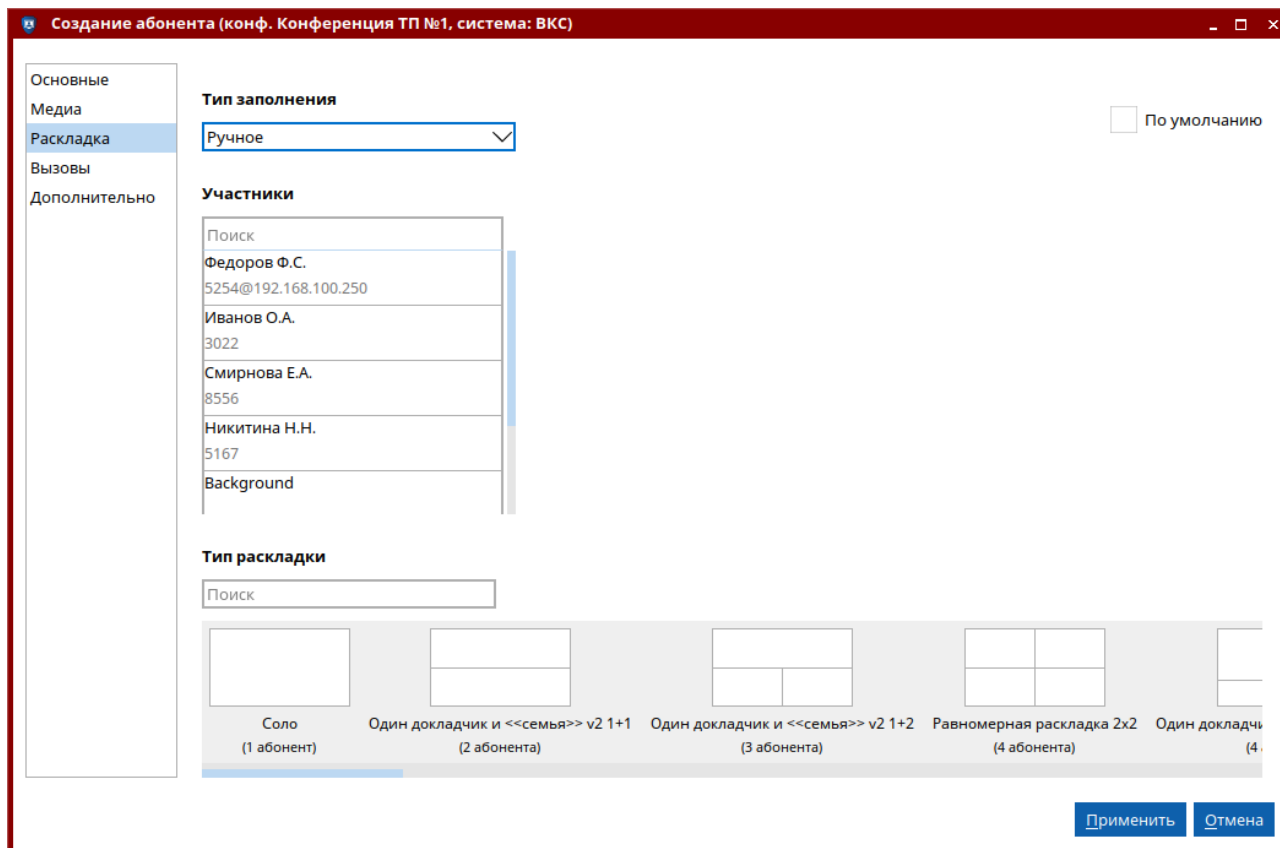 Создание абонента (конф. Конференция ТП №1, система: ВКС)
Основные
Медиа
Раскладка
Вызовы
Дополнительно
Тип заполнения
Ручное
По умолчанию
Участники
Поиск
Федоров Ф.С.
5254@192.168.100.250
Иванов О.А.
3022
Смирнова Е.А.
8556
Никитина Н.Н.
5167
Background
Тип раскладки
Поиск
Соло
(1 абонент)
Один докладчик и <<семья>> v2 1+1
(2 абонента)
Один докладчик и <<семья>> v2 1+2
(3 абонента)
Равномерная раскладка 2x2
(4 абонента)
Один докладчи
(4
Применить
Отмена